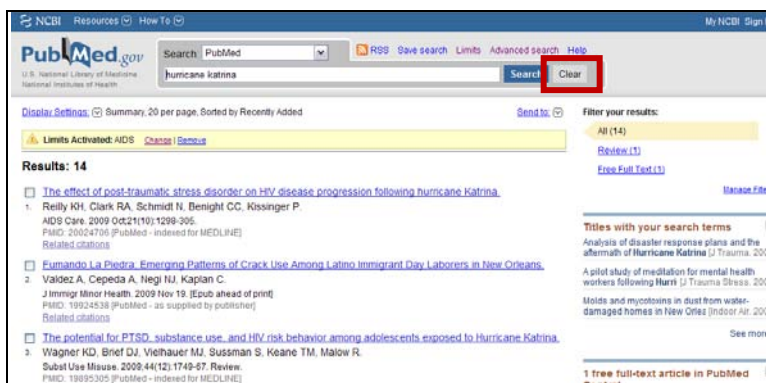 NCBI Resources How To My NCBI Sign
PubMed.gov
U.S. National Library of Medicine
National Institutes of Health
Search PubMed
RSS Save search Limits Advanced search Help
hurricane katrina
Search Clear
Display Settings: Summary, 20 per page, Sorted by Recently Added
Send to:
Limits Activated: AIDS Change | Remove
Results: 14
The effect of post-traumatic stress disorder on HIV disease progression following hurricane Katrina.
1. Reilly KH, Clark RA, Schmidt N, Benight CC, Kissinger P.
AIDS Care. 2009 Oct;21(10):1298-305.
PMID: 20024706 [PubMed - indexed for MEDLINE]
Related citations
Fumando La Piedra: Emerging Patterns of Crack Use Among Latino Immigrant Day Laborers in New Orleans.
2. Valdez A, Cepeda A, Negi NJ, Kaplan C.
J Immigr Minor Health. 2009 Nov 19. [Epub ahead of print]
PMID: 19924538 [PubMed - as supplied by publisher]
Related citations
The potential for PTSD, substance use, and HIV risk behavior among adolescents exposed to Hurricane Katrina.
3. Wagner KD, Brief DJ, Vielhauer MJ, Sussman S, Keane TM, Malow R.
Subst Use Misuse. 2009;44(12):1749-67. Review.
PMID: 19895305 [PubMed - indexed for MEDLINE]
Filter your results:
All (14)
Review (1)
Free Full Text (1)
Manage Filte
Titles with your search terms
Analysis of disaster response plans and the
aftermath of Hurricane Katrina [J Trauma. 200
A pilot study of meditation for mental health
workers following Hurri [J Trauma Stress. 200
Molds and mycotoxins in dust from water-
damaged homes in New Orlea [Indoor Air. 200
See more
1 free full-text article in PubMed